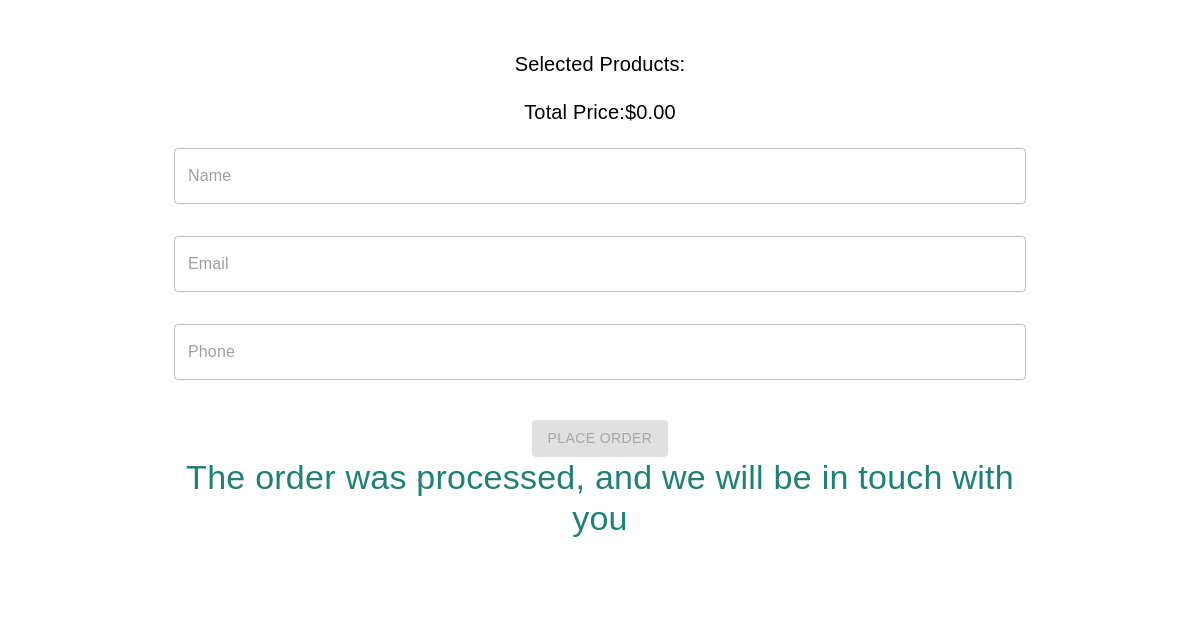 Selected Products:
Total Price:$0.00
Name
Email
Phone
PLACE ORDER
The order was processed, and we will be in touch with
you